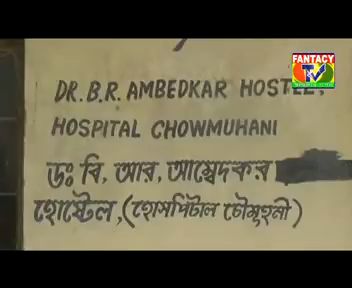 FANTACY
TV
DR. B.R. AMBEDKAR HOSTEL,
HOSPITAL CHOWMUHANI
ডঃ বি, আর, আম্বেদকর
হোষ্টেল, (হোসপিটাল চৌমুহনী)